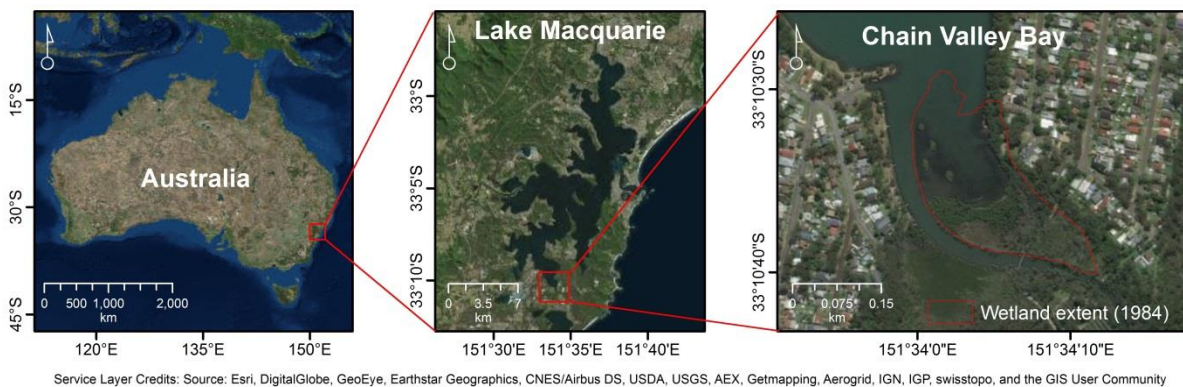 Australia
15°S
30°S
45°S
120°E
135°E
150°E
0 500 1,000 2,000
km
Lake Macquarie
33°S
33°5'S
33°10'S
151°30'E
151°35'E
151°40'E
0 3.5 7
km
Chain Valley Bay
33°10'30"S
33°10'40"S
151°34'0"E
151°34'10"E
0 0.075 0.15
km
Wetland extent (1984)
Service Layer Credits: Source: Esri, DigitalGlobe, GeoEye, Earthstar Geographics, CNES/Airbus DS, USDA, USGS, AEX, Getmapping, Aerogrid, IGN, IGP, swisstopo, and the GIS User Community